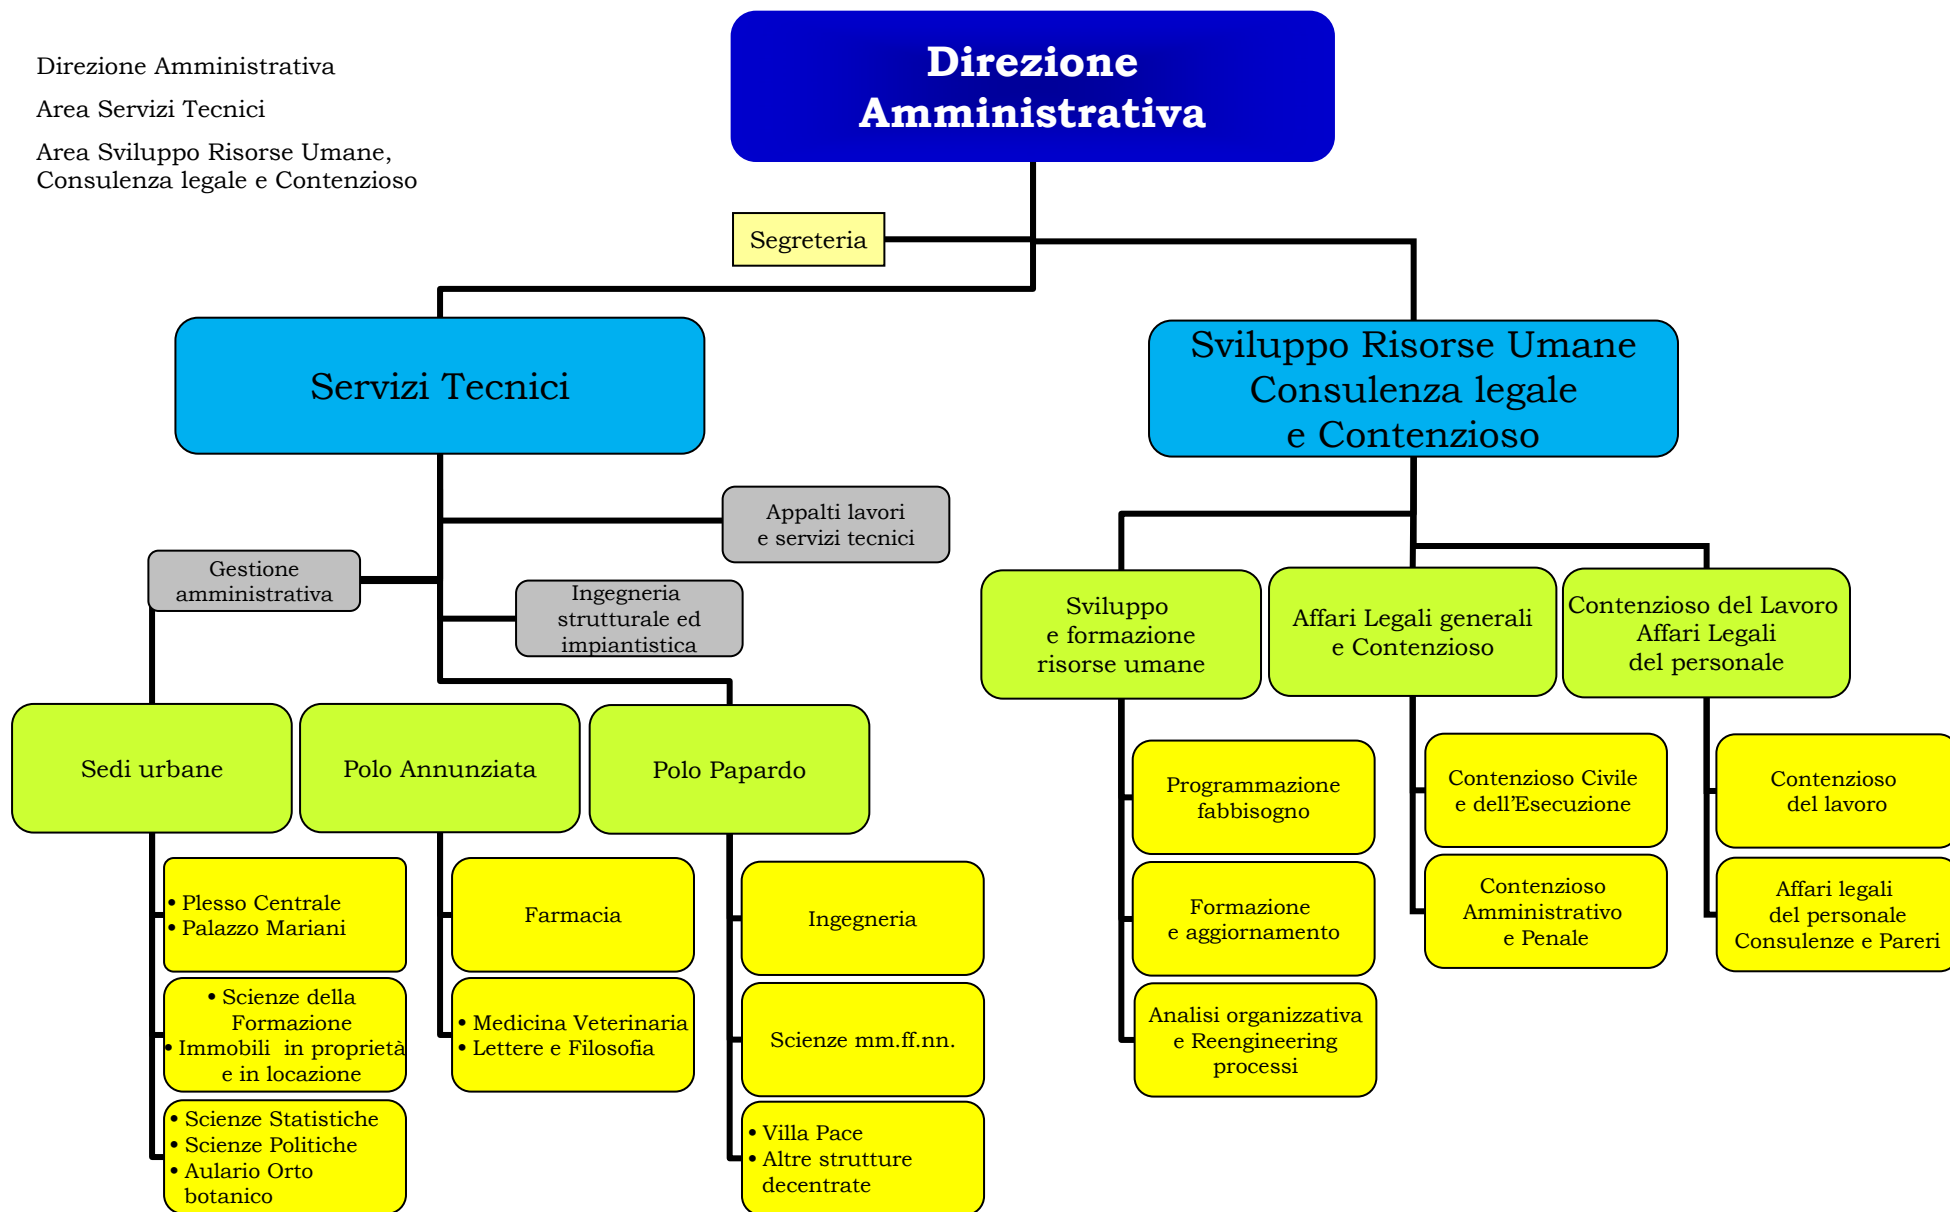 Direzione Amministrativa
Area Servizi Tecnici
Area Sviluppo Risorse Umane,
Consulenza legale e Contenzioso
Direzione
Amministrativa
Segreteria
Servizi Tecnici
Sviluppo Risorse Umane
Consulenza legale
e Contenzioso
Appalti lavori
e servizi tecnici
Gestione
amministrativa
Ingegneria
strutturale ed
impiantistica
Sviluppo
e formazione
risorse umane
Affari Legali generali
e Contenzioso
Contenzioso del Lavoro
Affari Legali
del personale
Sedi urbane
Polo Annunziata
Polo Papardo
• Plesso Centrale
• Palazzo Mariani
• Scienze della
Formazione
• Immobili in proprietà
e in locazione
• Scienze Statistiche
• Scienze Politiche
• Aulario Orto
botanico
Farmacia
• Medicina Veterinaria
• Lettere e Filosofia
Ingegneria
Scienze mm.ff.nn.
• Villa Pace
• Altre strutture
decentrate
Programmazione
fabbisogno
Formazione
e aggiornamento
Analisi organizzativa
e Reengineering
processi
Contenzioso Civile
e dell’Esecuzione
Contenzioso
Amministrativo
e Penale
Contenzioso
del lavoro
Affari legali
del personale
Consulenze e Pareri